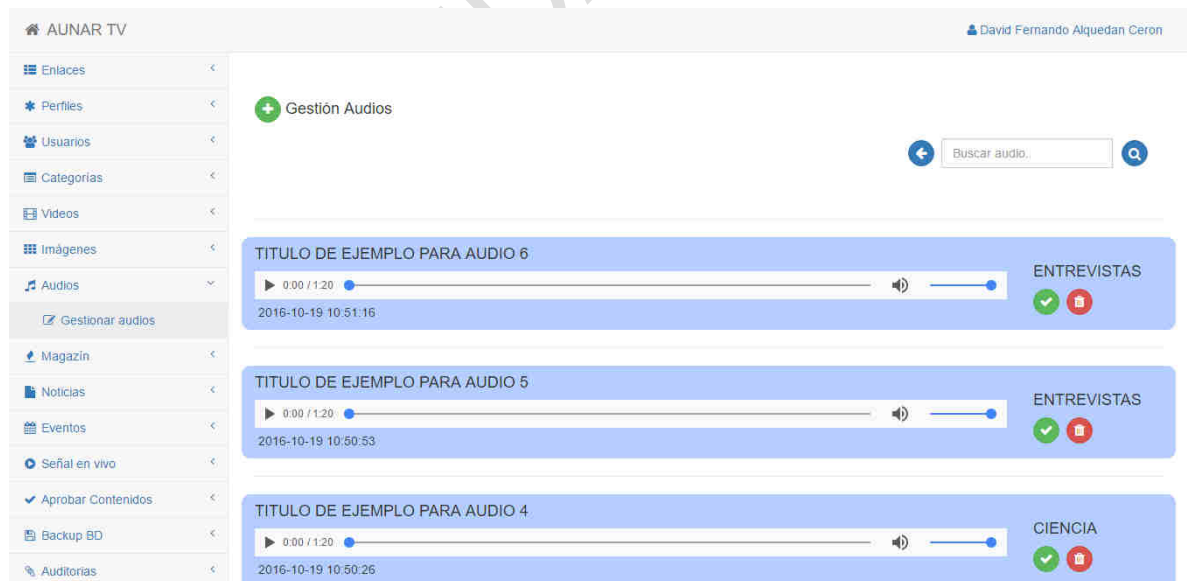 AUNAR TV
David Fernando Alquedan Ceron
Enlaces
Perfiles
Usuarios
Categorías
Videos
Imágenes
Audios
Gestionar audios
Magazín
Noticias
Eventos
Señal en vivo
Aprobar Contenidos
Backup BD
Auditorias
Gestión Audios
Buscar audio..
TITULO DE EJEMPLO PARA AUDIO 6
0:00 / 1:20
2016-10-19 10:51:16
ENTREVISTAS
TITULO DE EJEMPLO PARA AUDIO 5
0:00 / 1:20
2016-10-19 10:50:53
ENTREVISTAS
TITULO DE EJEMPLO PARA AUDIO 4
0:00 / 1:20
2016-10-19 10:50:26
CIENCIA